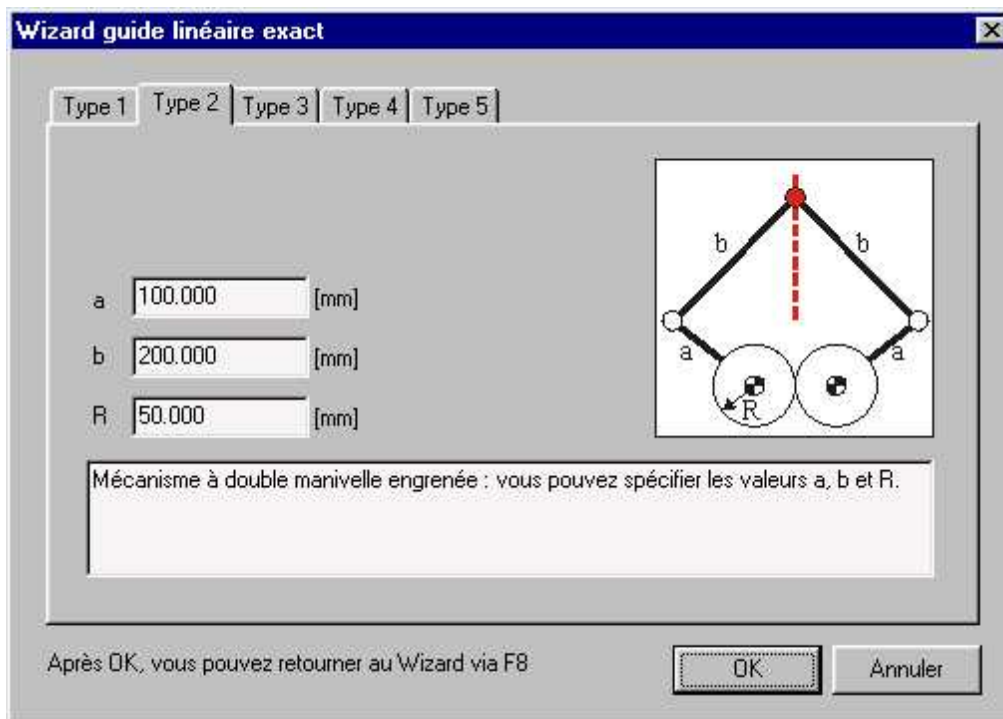 Wizard guide linéaire exact
Type 1 Type 2 Type 3 Type 4 Type 5
b b
a a
R
a 100.000 [mm]
b 200.000 [mm]
R 50.000 [mm]
Mécanisme à double manivelle engrenée : vous pouvez spécifier les valeurs a, b et R.
Après OK, vous pouvez retourner au Wizard via F8
OK Annuler